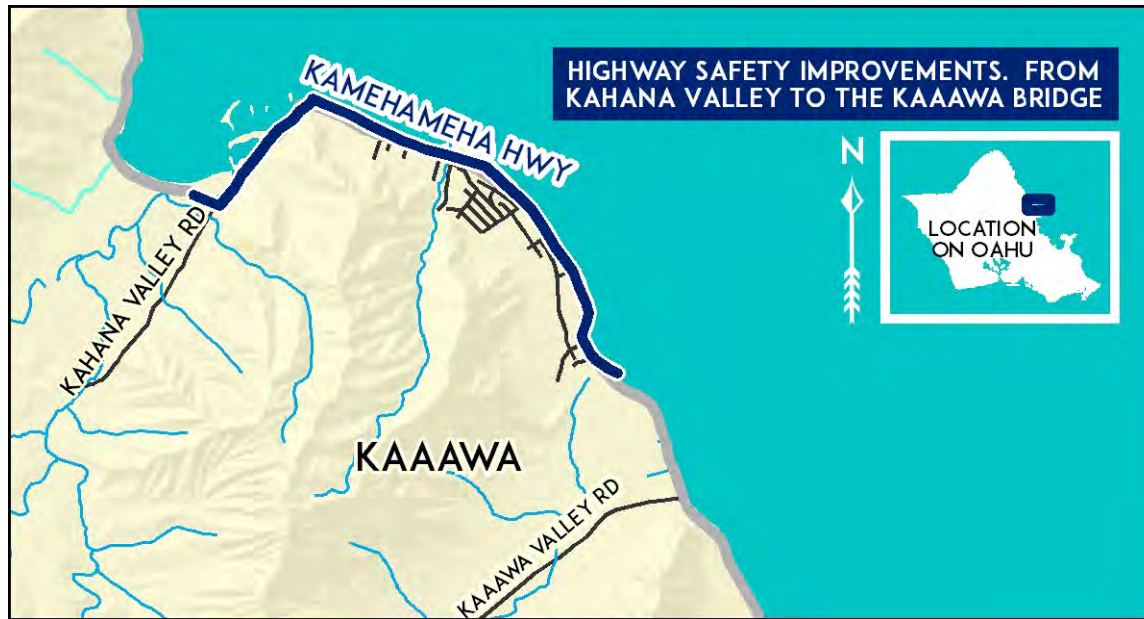 HIGHWAY SAFETY IMPROVEMENTS. FROM
KAHANA VALLEY TO THE KAAAWA BRIDGE
KAMEHAMEHA HWY
N
LOCATION
ON OAHU
KAHANA VALLEY RD
KAAAWA
KAAAWA VALLEY RD